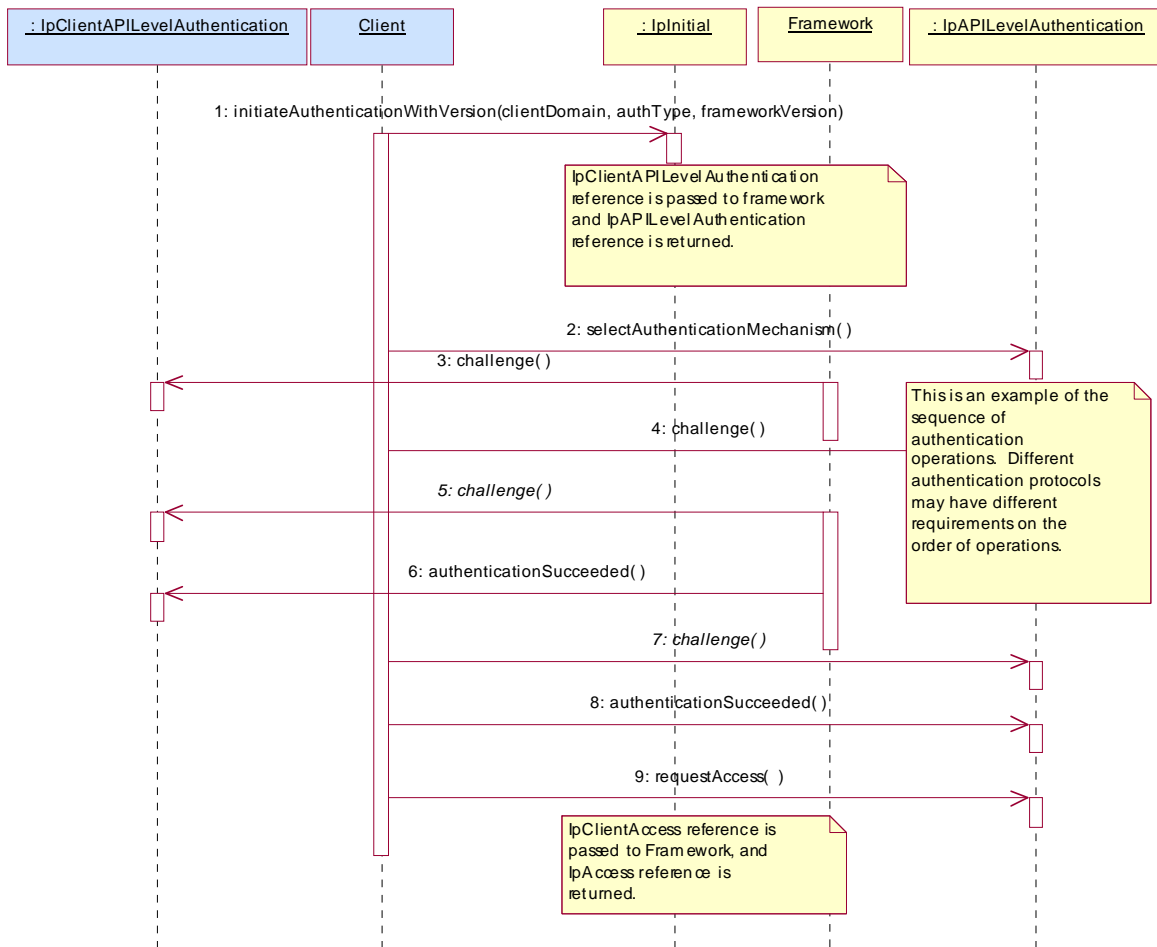 : IpClientAPILevelAuthentication
Client
: IpInitial
Framework
: IpAPILevelAuthentication
1: initiateAuthenticationWithVersion(clientDomain, authType, frameworkVersion)
IpClientAPILevelAuthentication
reference is passed to framework
and IpAPILevelAuthentication
reference is returned.
2: selectAuthenticationMechanism( )
3: challenge( )
This is an example of the
sequence of
authentication
operations. Different
authentication protocols
may have different
requirements on the
order of operations.
4: challenge( )
5: challenge( )
6: authenticationSucceeded( )
7: challenge( )
8: authenticationSucceeded( )
9: requestAccess( )
IpClientAccess reference is
passed to Framework, and
IpAccess reference is
returned.